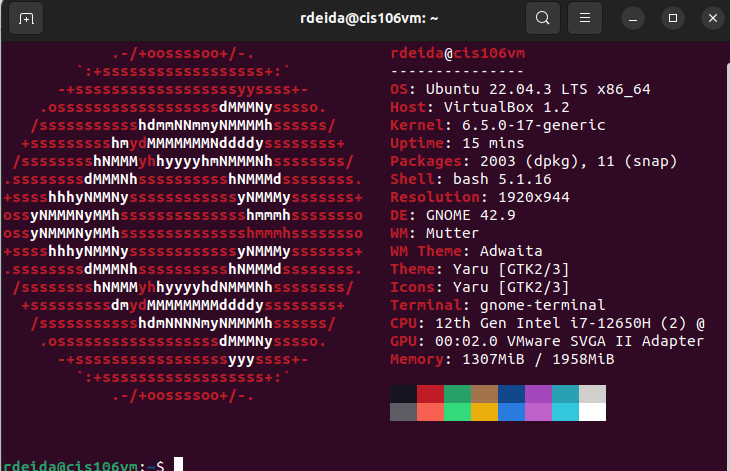 rdeida@cis106vm: ~
.-/+oossssoo+/-.
`:+ssssssssssssssssss+:`
-+ssssssssssssssssssyyssss+-
.ossssssssssssssssssdMMMNysssso.
/ssssssssssshdmmNNmmyNMMMMhssssss/
+ssssssssshmydMMMMMMMNddddyssssssss+
/sssssssshNMMMyhhyyyyhmNMMMNhssssssss/
.ssssssssdMMMNhsssssssssshNMMMdssssssss.
+sssshhhyNMMNyssssssssssssyNMMMysssssss+
ossyNMMMNyMMhsssssssssssssshmmmhssssssso
ossyNMMMNyMMhsssssssssssssshmmmhssssssso
+sssshhhyNMMNyssssssssssssyNMMMysssssss+
.ssssssssdMMMNhsssssssssshNMMMdssssssss.
/sssssssshNMMMyhhyyyyhdNMMMNhssssssss/
+sssssssssdmydMMMMMMMMddddyssssssss+
/ssssssssssshdmNNNNmyNMMMMhssssss/
.ossssssssssssssssssdMMMNysssso.
-+sssssssssssssssssyyyssss+-
`:+ssssssssssssssssss+:`
.-/+oossssoo+/-.
rdeida@cis106vm
---------------
OS: Ubuntu 22.04.3 LTS x86_64
Host: VirtualBox 1.2
Kernel: 6.5.0-17-generic
Uptime: 15 mins
Packages: 2003 (dpkg), 11 (snap)
Shell: bash 5.1.16
Resolution: 1920x944
DE: GNOME 42.9
WM: Mutter
WM Theme: Adwaita
Theme: Yaru [GTK2/3]
Icons: Yaru [GTK2/3]
Terminal: gnome-terminal
CPU: 12th Gen Intel i7-12650H (2) @
GPU: 00:02.0 VMware SVGA II Adapter
Memory: 1307MiB / 1958MiB
rdeida@cis106vm:~$